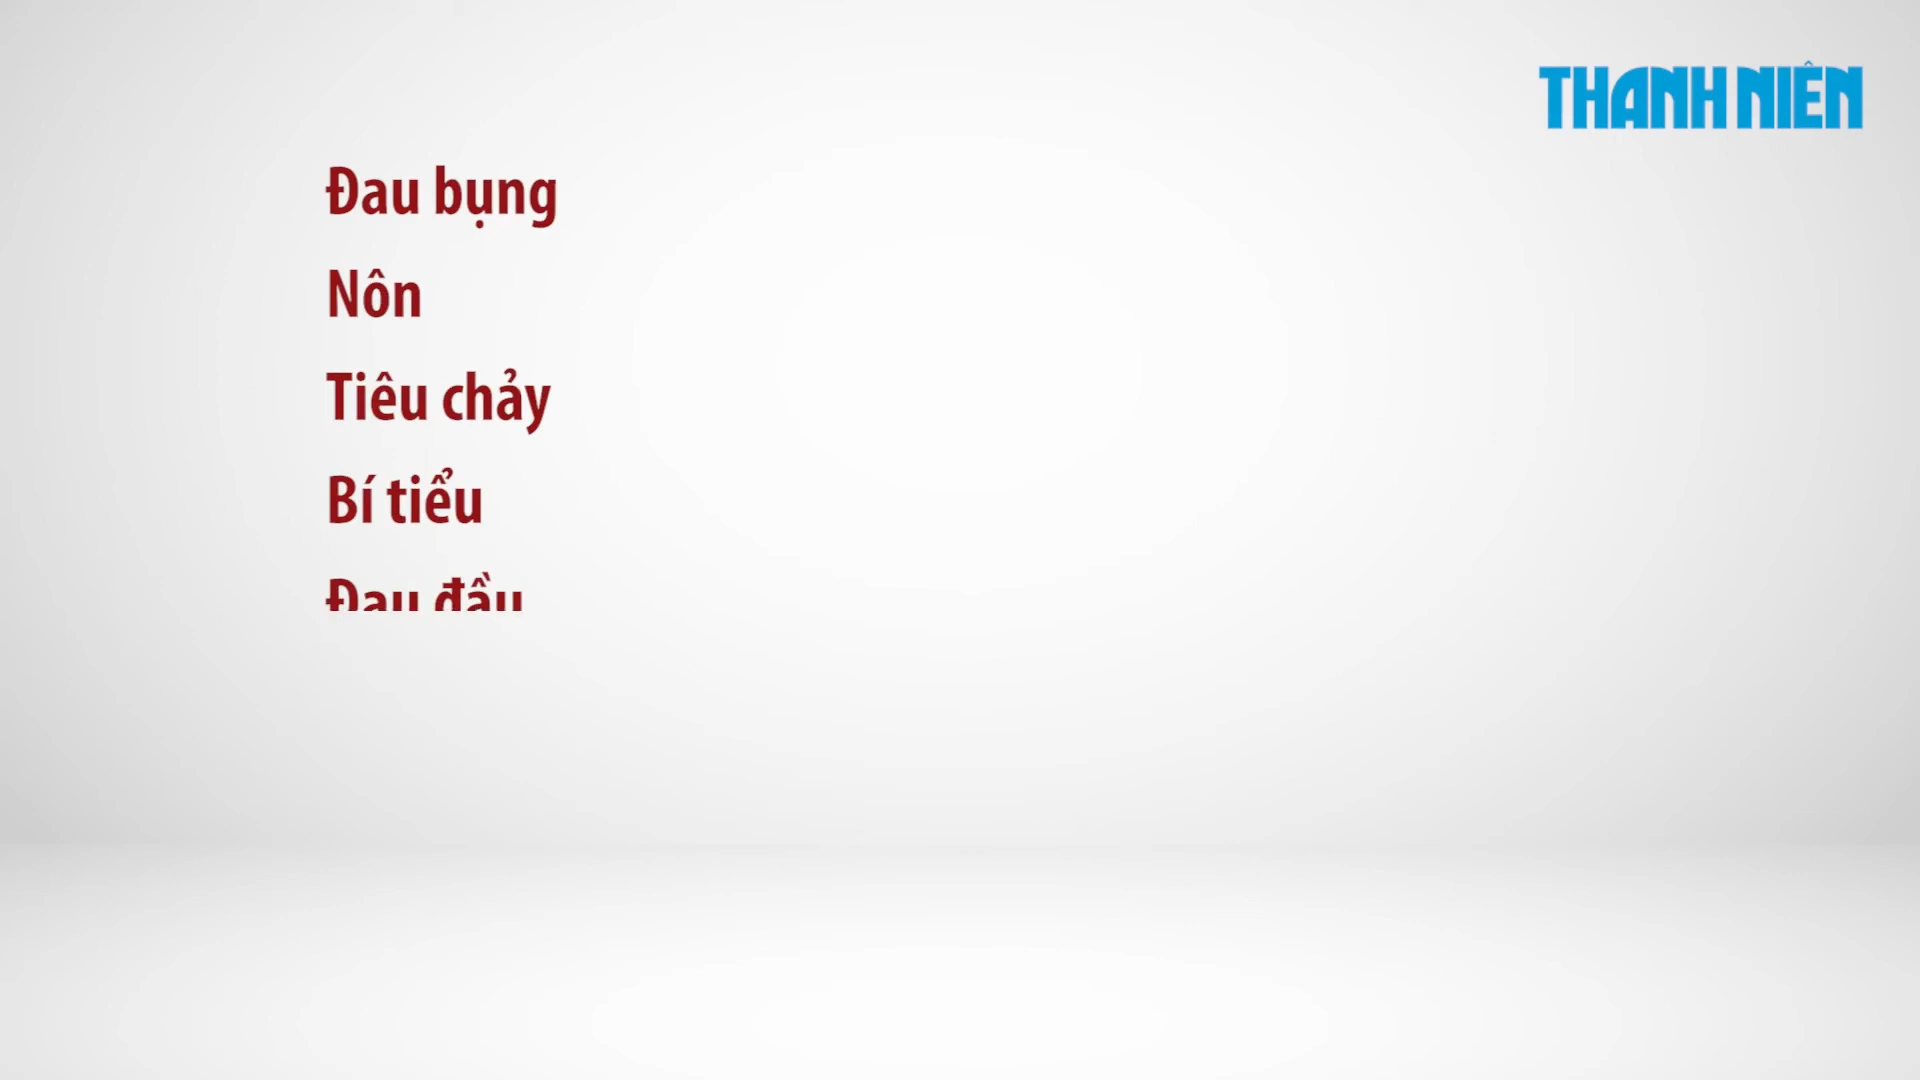 THANH NIÊN
Đau bụng
Nôn
Tiêu chảy
Bí tiểu
Đau đầu